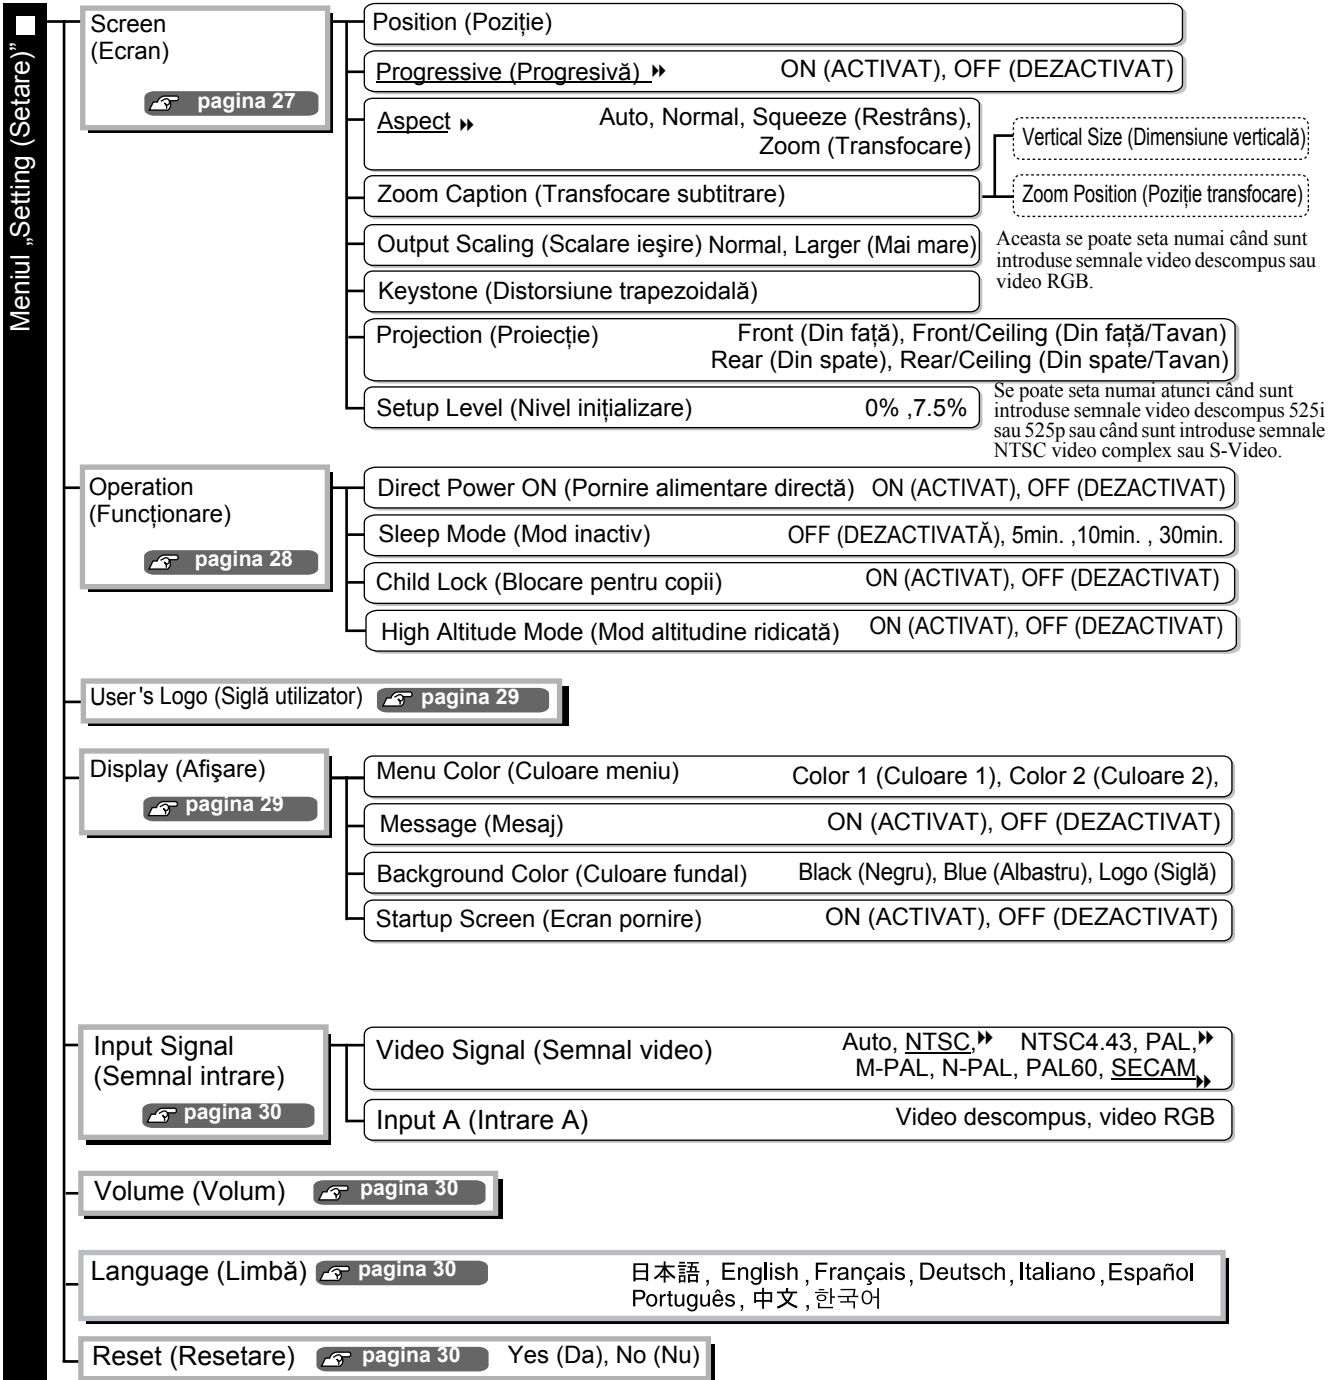 Meniul „Setting (Setare)” ■
Screen
(Ecran)
pagina 27
Position (Poziție)
Progressive (Progresivă) ON (ACTIVAT), OFF (DEZACTIVAT)
Aspect Auto, Normal, Squeeze (Restrâns),
Zoom (Transfocare)
Zoom Caption (Transfocare subtitrare)
Vertical Size (Dimensiune verticală)
Zoom Position (Poziție transfocare)
Output Scaling (Scalare ieşire) Normal, Larger (Mai mare)
Aceasta se poate seta numai când sunt
introduse semnale video descompus sau
video RGB.
Keystone (Distorsiune trapezoidală)
Projection (Proiecție) Front (Din față), Front/Ceiling (Din față/Tavan)
Rear (Din spate), Rear/Ceiling (Din spate/Tavan)
Setup Level (Nivel inițializare) 0% ,7.5%
Se poate seta numai atunci când sunt
introduse semnale video descompus 525i
sau 525p sau când sunt introduse semnale
NTSC video complex sau S-Video.
Operation
(Funcționare)
pagina 28
Direct Power ON (Pornire alimentare directă) ON (ACTIVAT), OFF (DEZACTIVAT)
Sleep Mode (Mod inactiv) OFF (DEZACTIVATĂ), 5min. ,10min. , 30min.
Child Lock (Blocare pentru copii) ON (ACTIVAT), OFF (DEZACTIVAT)
High Altitude Mode (Mod altitudine ridicată) ON (ACTIVAT), OFF (DEZACTIVAT)
User's Logo (Siglă utilizator) pagina 29
Display (Afişare)
pagina 29
Menu Color (Culoare meniu) Color 1 (Culoare 1), Color 2 (Culoare 2),
Message (Mesaj) ON (ACTIVAT), OFF (DEZACTIVAT)
Background Color (Culoare fundal) Black (Negru), Blue (Albastru), Logo (Siglă)
Startup Screen (Ecran pornire) ON (ACTIVAT), OFF (DEZACTIVAT)
Input Signal
(Semnal intrare)
pagina 30
Video Signal (Semnal video) Auto, NTSC, NTSC4.43, PAL,
M-PAL, N-PAL, PAL60, SECAM
Input A (Intrare A) Video descompus, video RGB
Volume (Volum) pagina 30
Language (Limbă) pagina 30 日本語, English, Français, Deutsch, Italiano, Español
Português, 中文, 한국어
Reset (Resetare) pagina 30 Yes (Da), No (Nu)